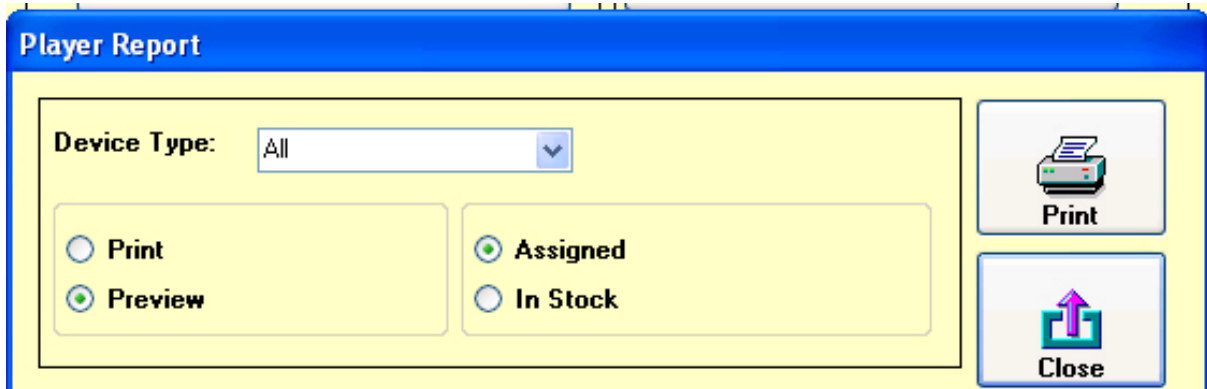 Player Report
Device Type:
All
Print
Preview
Assigned
In Stock
Print
Close